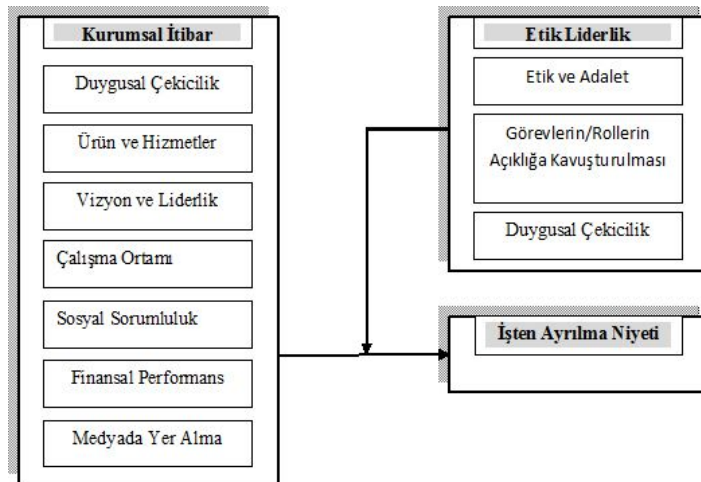 Kurumsal İtibar
Duygusal Çekicilik
Ürün ve Hizmetler
Vizyon ve Liderlik
Çalışma Ortamı
Sosyal Sorumluluk
Finansal Performans
Medyada Yer Alma
Etik Liderlik
Etik ve Adalet
Görevlerin/Rollerin
Açıklığa Kavuşturulması
Duygusal Çekicilik
İşten Ayrılma Niyeti